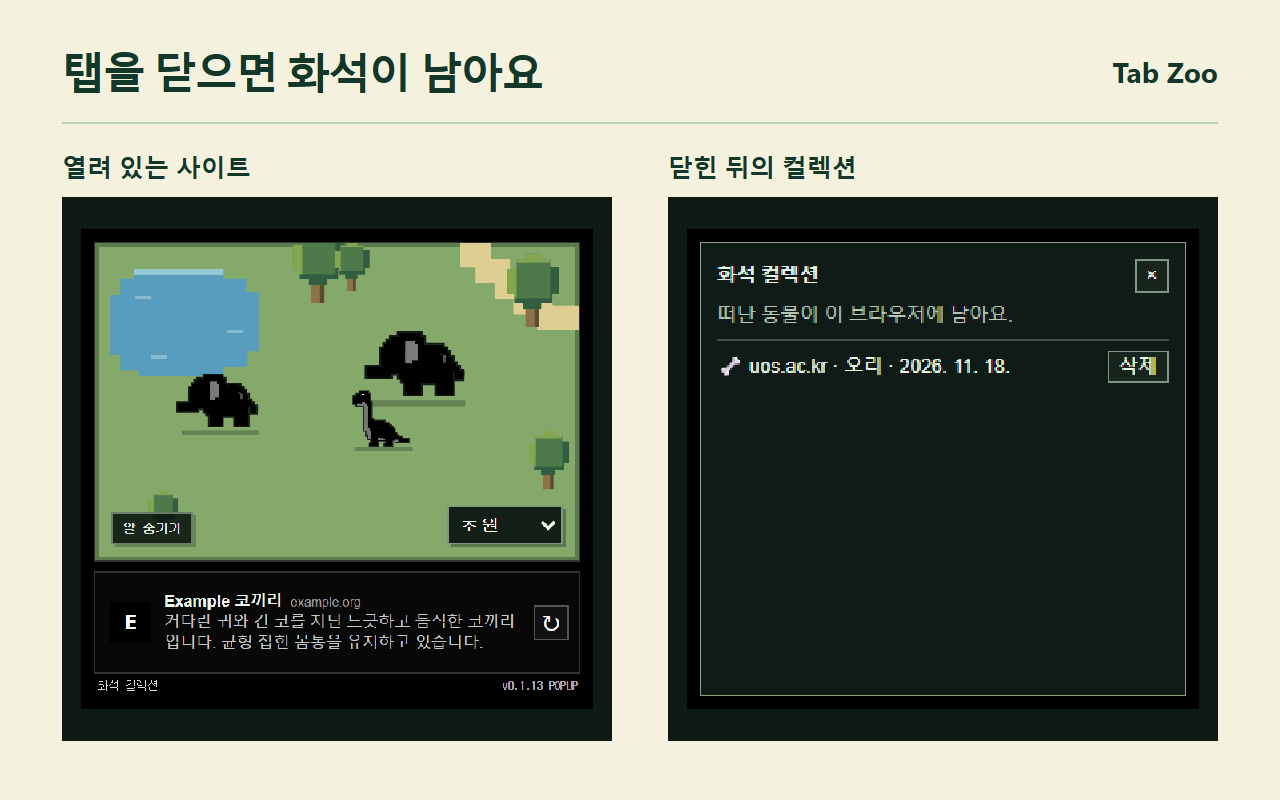 탭을 닫으면 화석이 남아요
Tab Zoo
열려 있는 사이트
닫힌 뒤의 컬렉션
알 숨기기
초원
E
Example 코끼리 example.org
커다란 귀와 긴 코를 지닌 느긋하고 듬직한 코끼리
입니다. 균형 잡힌 몸통을 유지하고 있습니다.
화석 컬렉션
v0.1.13 POPUP
화석 컬렉션
×
떠난 동물이 이 브라우저에 남아요.
uos.ac.kr · 오리 · 2026. 11. 18.
삭제